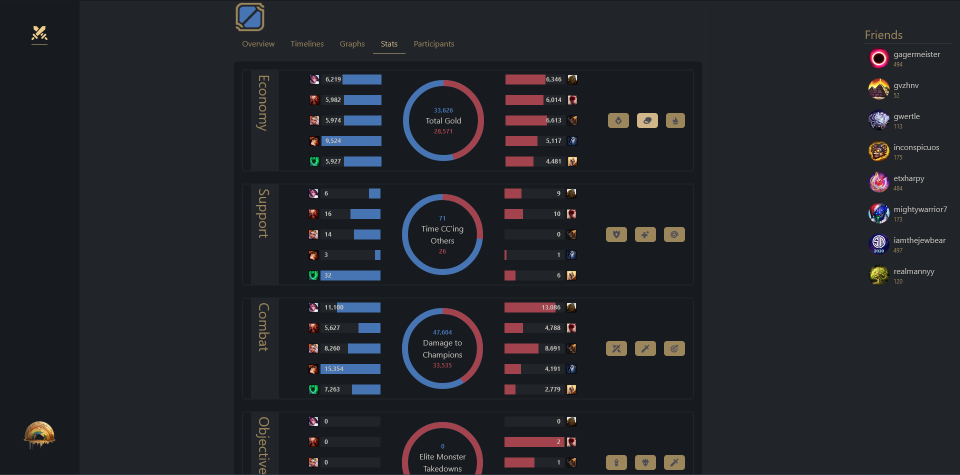 Overview Timelines Graphs Stats Participants
Economy
6,219
5,982
5,974
9,524
5,927
33,626
Total Gold
28,571
6,346
6,014
6,613
5,117
4,481
Support
6
16
14
3
32
71
Time CC'ing
Others
26
9
10
0
1
6
Combat
11,100
5,627
8,260
15,354
7,263
47,604
Damage to
Champions
33,535
13,086
4,788
8,691
4,191
2,779
Objective
0
0
0
0
Elite Monster
Takedowns
0
2
1
Friends
gagermeister
494
gvzhnv
52
gwertle
113
inconspicuos
175
etxharpy
484
mightywarrior7
173
iamthejewbear
497
realmannyy
120